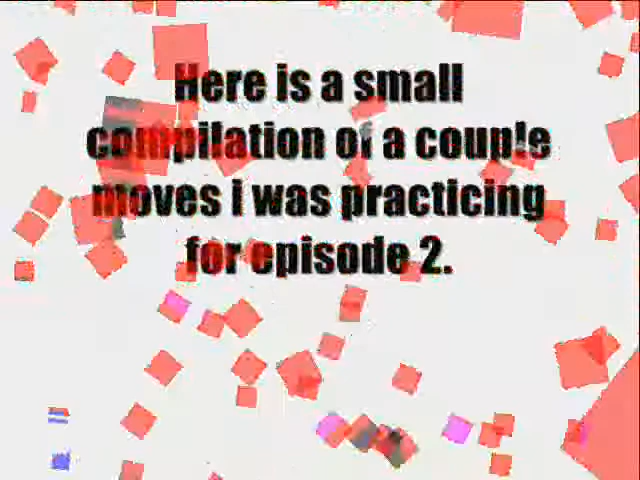 Here is a small
compilation of a couple
moves i was practicing
for episode 2.